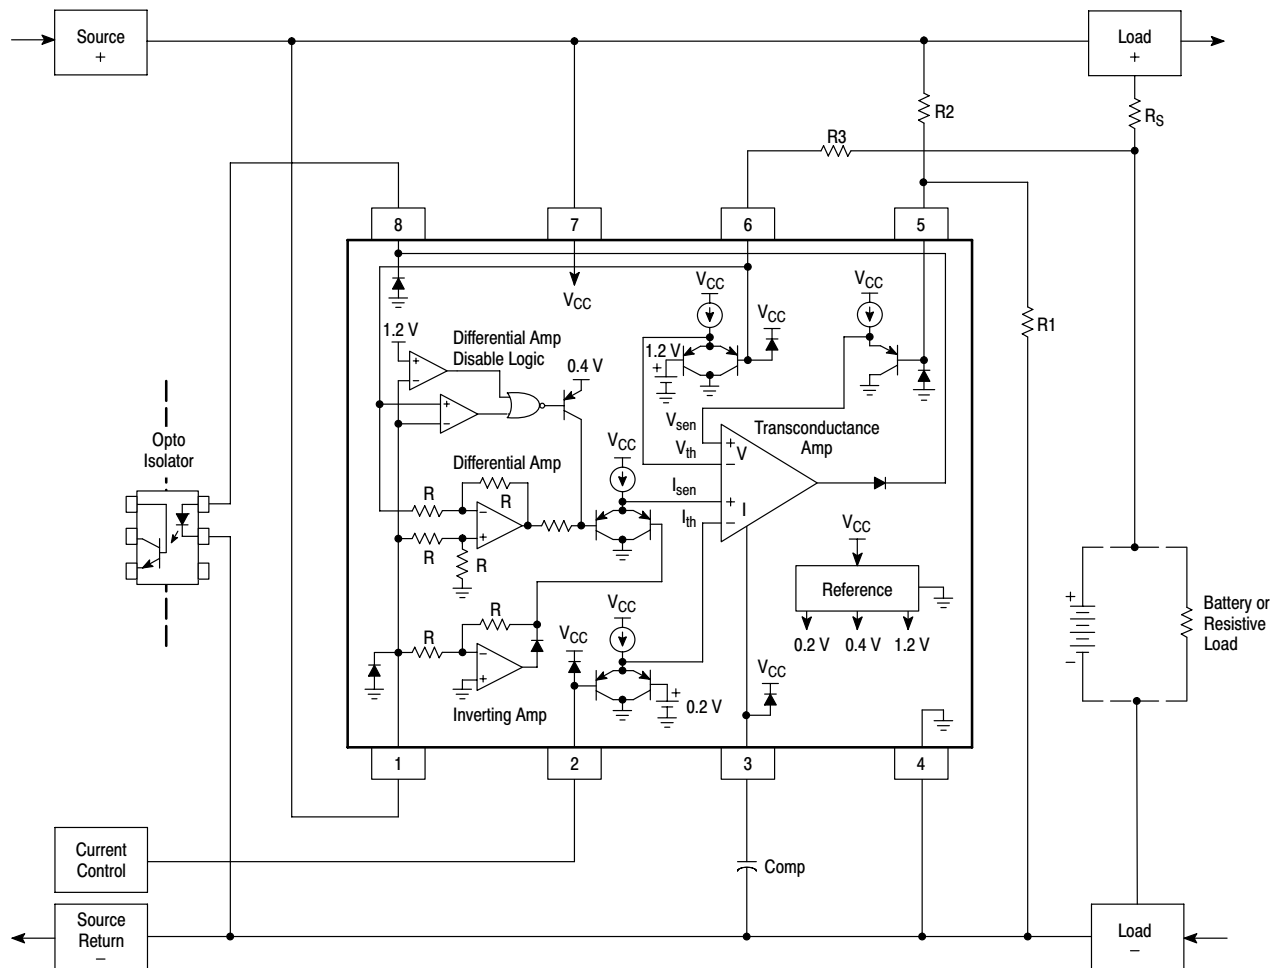 Source
+
Load
+
R2
RS
R3
8
7
6
5
VCC
VCC
VCC
VCC
1.2 V
Differential Amp
Disable Logic
0.4 V
1.2 V
+
R1
+
−
+
−
Opto
Isolator
Vsen
Vth
Transconductance
Amp
+
V
−
VCC
Differential Amp
Isen
Ith
+
I
−
R
R
−
+
R
R
VCC
Reference
0.2 V
0.4 V
1.2 V
+
−
Battery or
Resistive
Load
R
R
−
+
VCC
VCC
VCC
+
0.2 V
Inverting Amp
1
2
3
4
Current
Control
Comp
Source
Return
−
Load
−